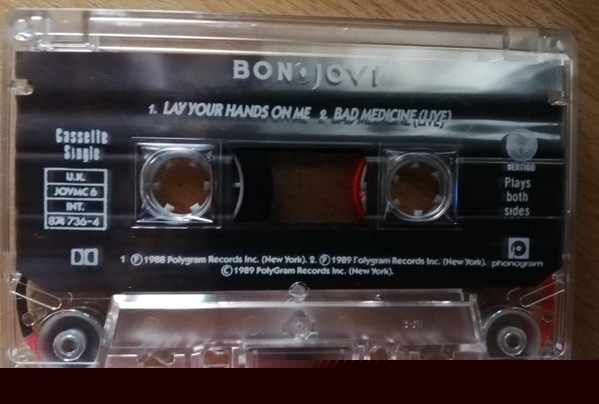 BON JOVI
1. LAY YOUR HANDS ON ME 2. BAD MEDICINE (LIVE)
Cassette
Single
U.K.
JOVMC 6
INT.
874 736-4
VERTIGO
Plays
both
sides
phonogram
1 ℗ 1988 Polygram Records Inc. (New York). 2. ℗ 1989 Polygram Records Inc. (New York).
© 1989 PolyGram Records Inc. (New York).